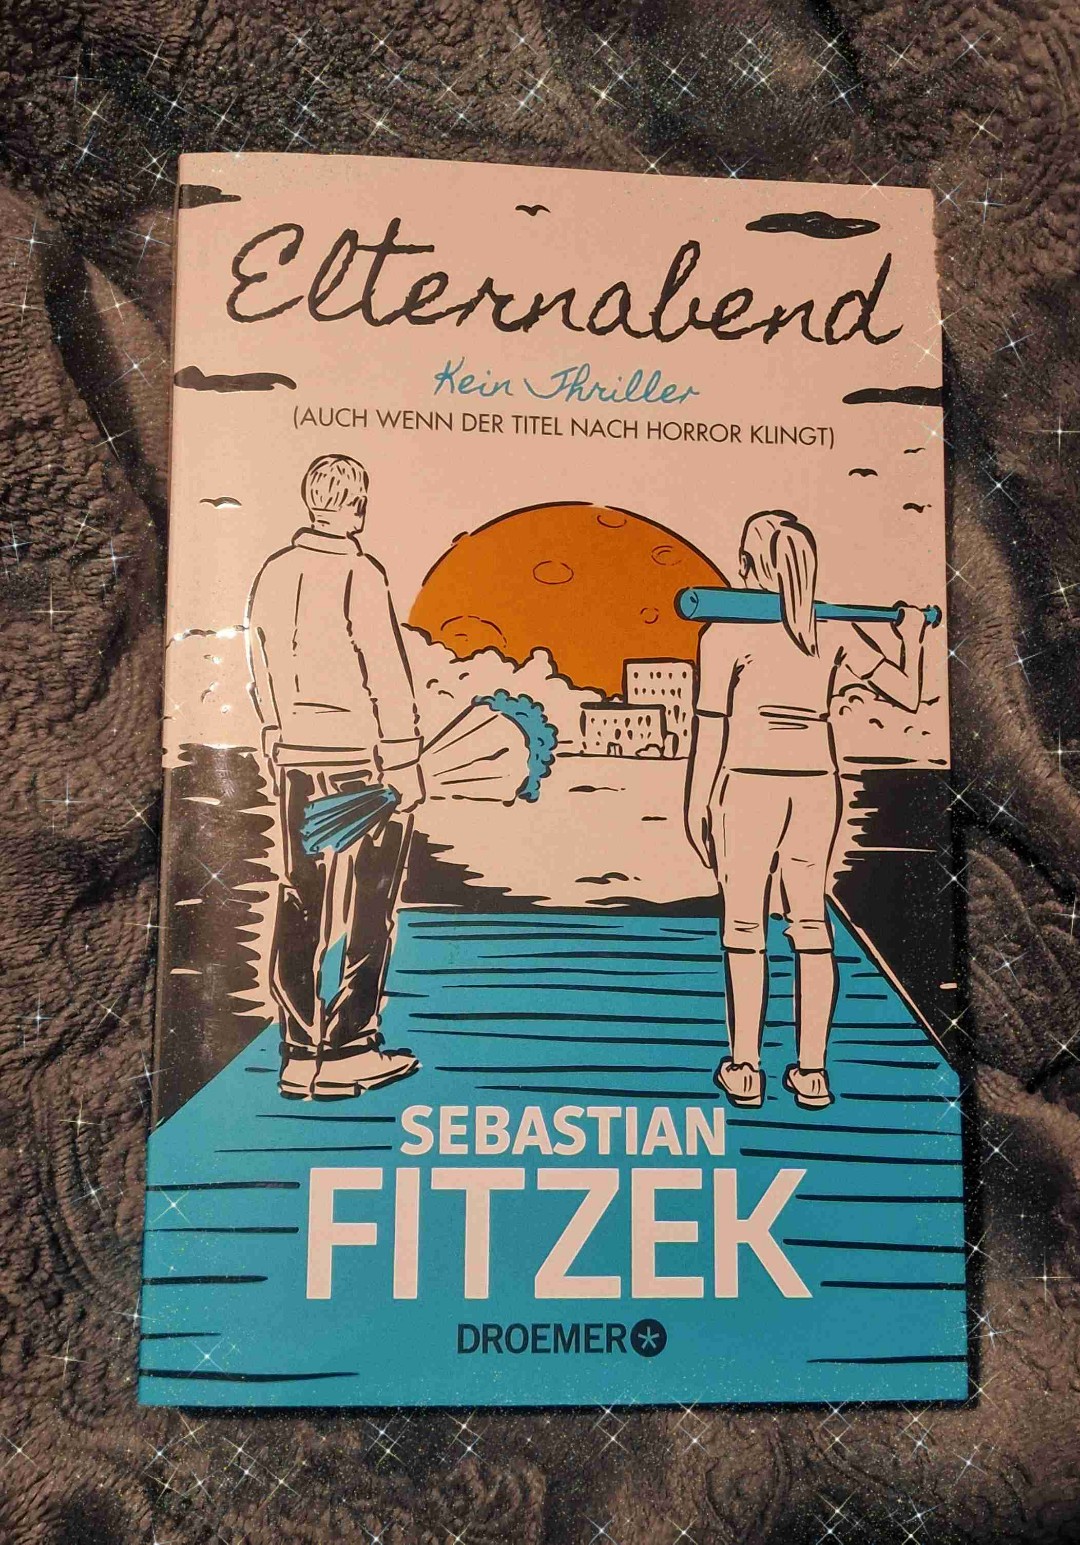 Elternabend
Kein Thriller
(AUCH WENN DER TITEL NACH HORROR KLINGT)
SEBASTIAN
FITZEK
DROEMER